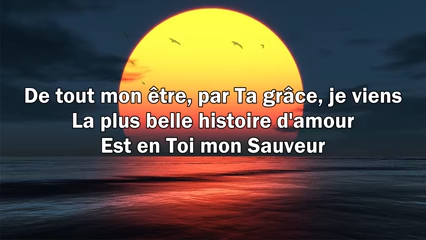 De tout mon être, par Ta grâce, je viens
La plus belle histoire d'amour
Est en Toi mon Sauveur